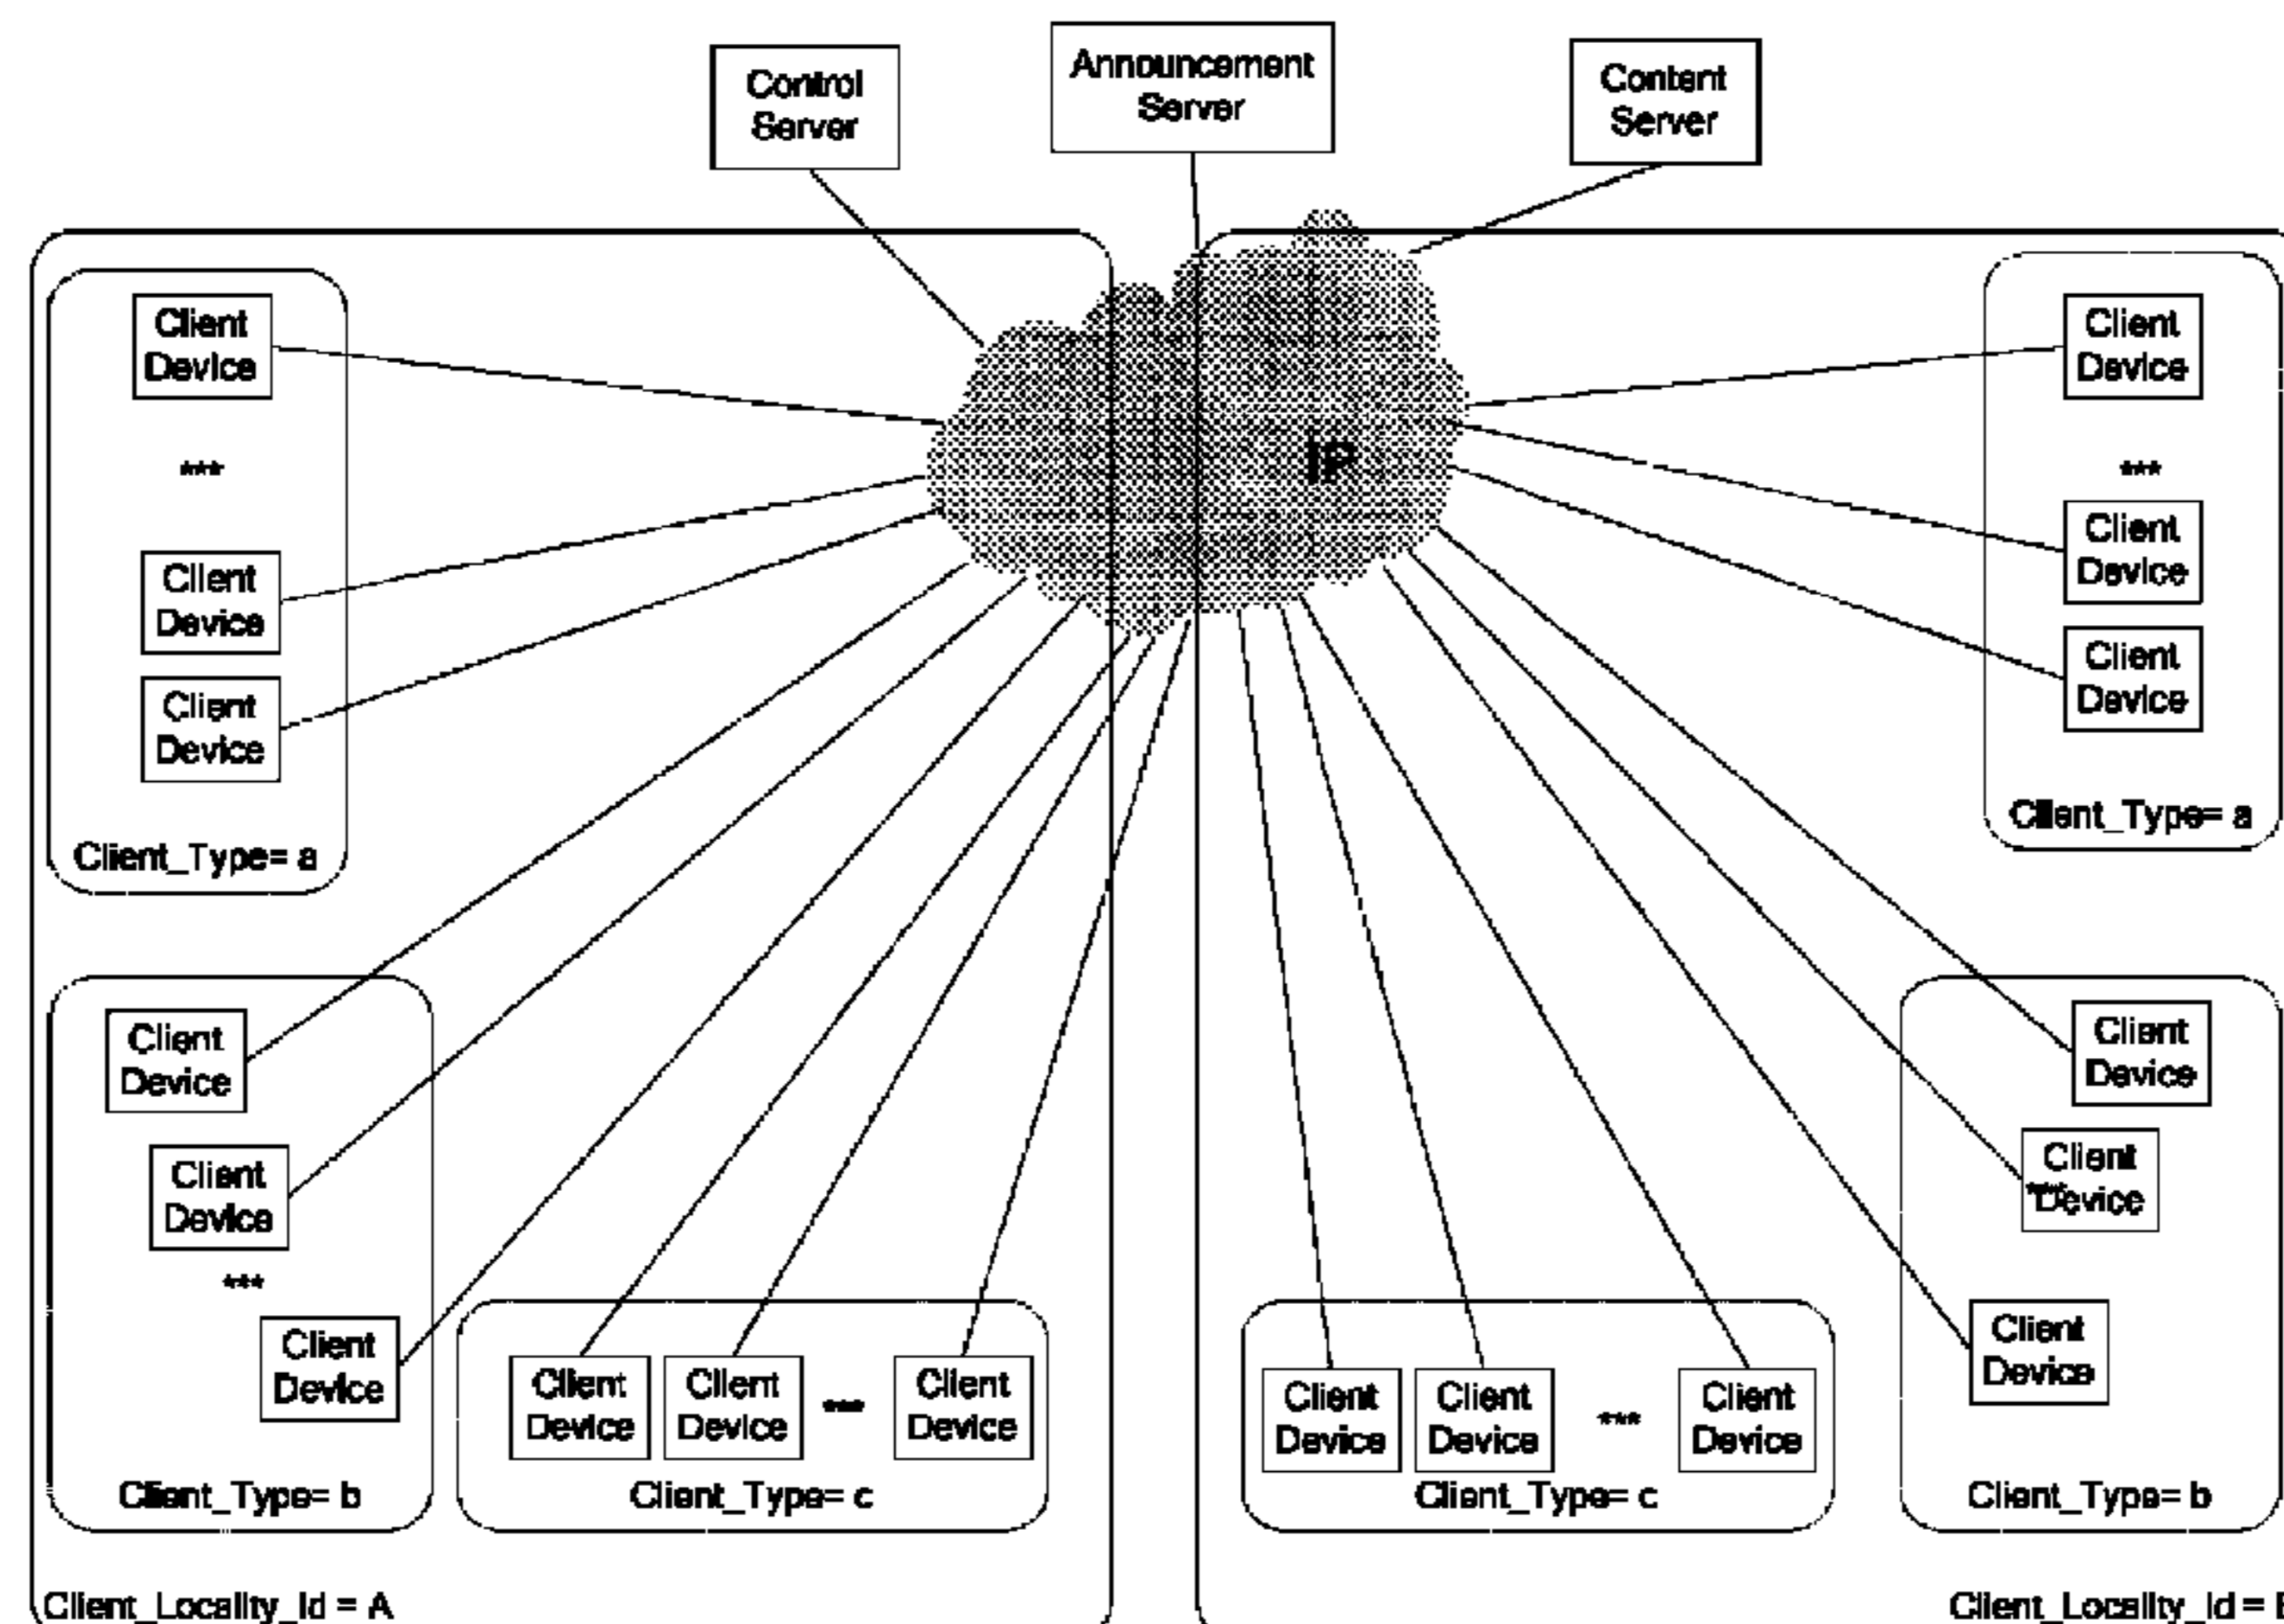 Control
Server
Announcement
Server
Content
Server
IP
Client
Device
***
Client
Device
Client
Device
Client_Type= a
Client
Device
***
Client
Device
Client
Device
Client_Type= a
Client
Device
Client
Device
***
Client
Device
Client_Type= b
Client
Device
Client
Device
***
Client
Device
Client_Type= c
Client
Device
Client
Device
***
Client
Device
Client_Type= c
Client
Device
Client
***
Device
Client
Device
Client_Type= b
Client_Locality_Id = A
Client_Locality_Id =